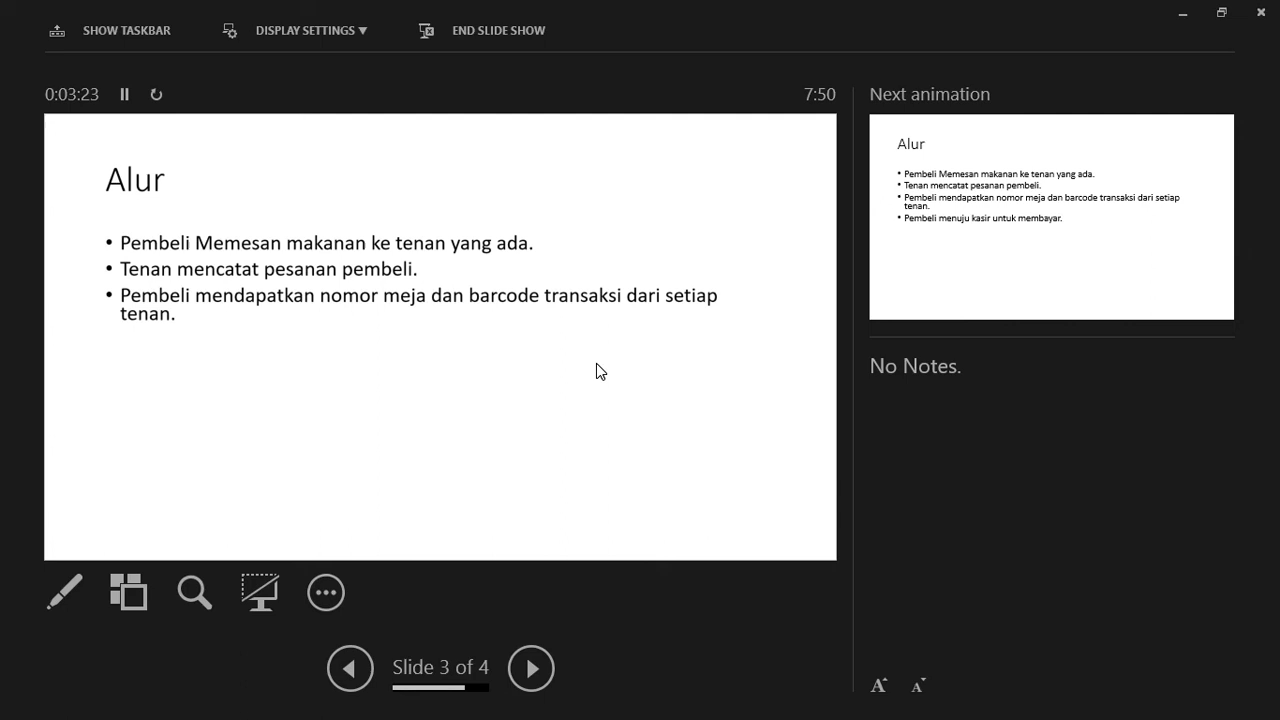 SHOW TASKBAR
DISPLAY SETTINGS ▼
END SLIDE SHOW
0:03:23
7:50
Alur
• Pembeli Memesan makanan ke tenan yang ada.
• Tenan mencatat pesanan pembeli.
• Pembeli mendapatkan nomor meja dan barcode transaksi dari setiap
tenan.
Slide 3 of 4
Next animation
Alur
• Pembeli Memesan makanan ke tenan yang ada.
• Tenan mencatat pesanan pembeli.
• Pembeli mendapatkan nomor meja dan barcode transaksi dari setiap
tenan.
• Pembeli menuju kasir untuk membayar.
No Notes.
A A